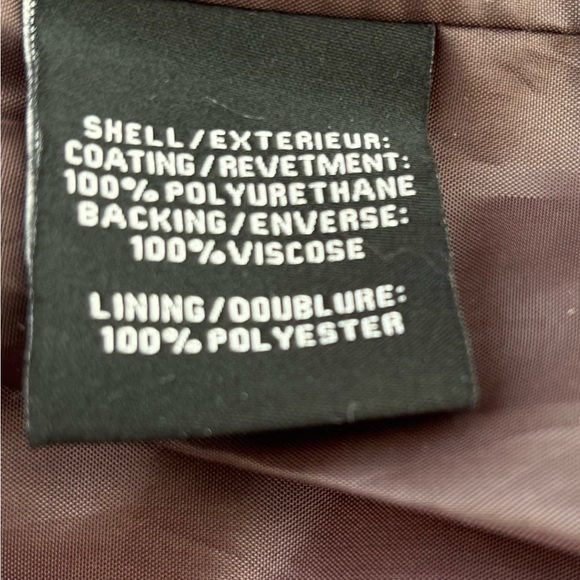 SHELL/EXTERIEUR:
COATING/REVETMENT:
100% POLYURETHANE
BACKING/ENVERSE:
100% VISCOSE
LINING/DOUBLURE:
100% POLYESTER